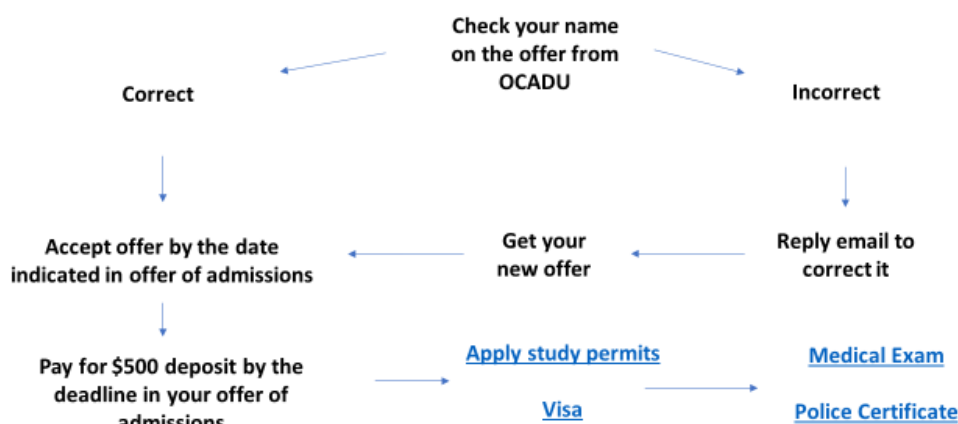 Check your name
on the offer from
OCADU
Correct
Incorrect
Accept offer by the date
indicated in offer of admissions
Get your
new offer
Reply email to
correct it
Pay for $500 deposit by the
deadline in your offer of
admissions
Apply study permits
Visa
Medical Exam
Police Certificate